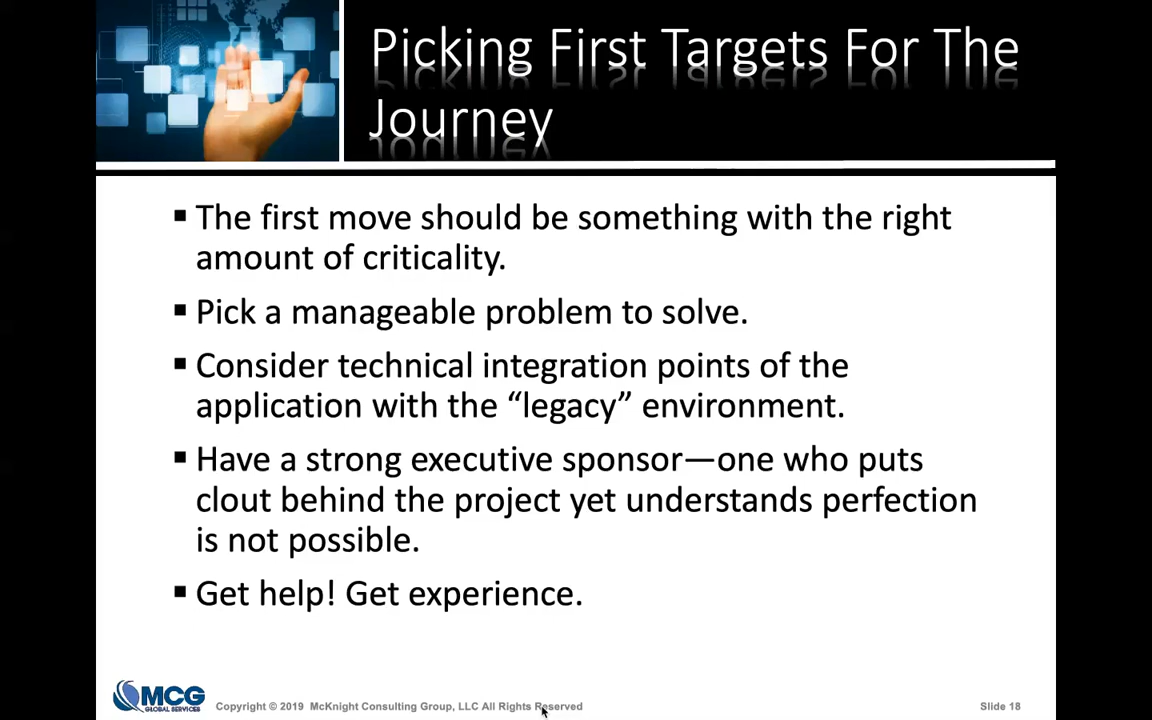 Picking First Targets For The
Journey
▪ The first move should be something with the right
amount of criticality.
▪ Pick a manageable problem to solve.
▪ Consider technical integration points of the
application with the “legacy” environment.
▪ Have a strong executive sponsor—one who puts
clout behind the project yet understands perfection
is not possible.
▪ Get help! Get experience.
MCG
GLOBAL SERVICES
Copyright © 2019 McKnight Consulting Group, LLC All Rights Reserved
Slide 18